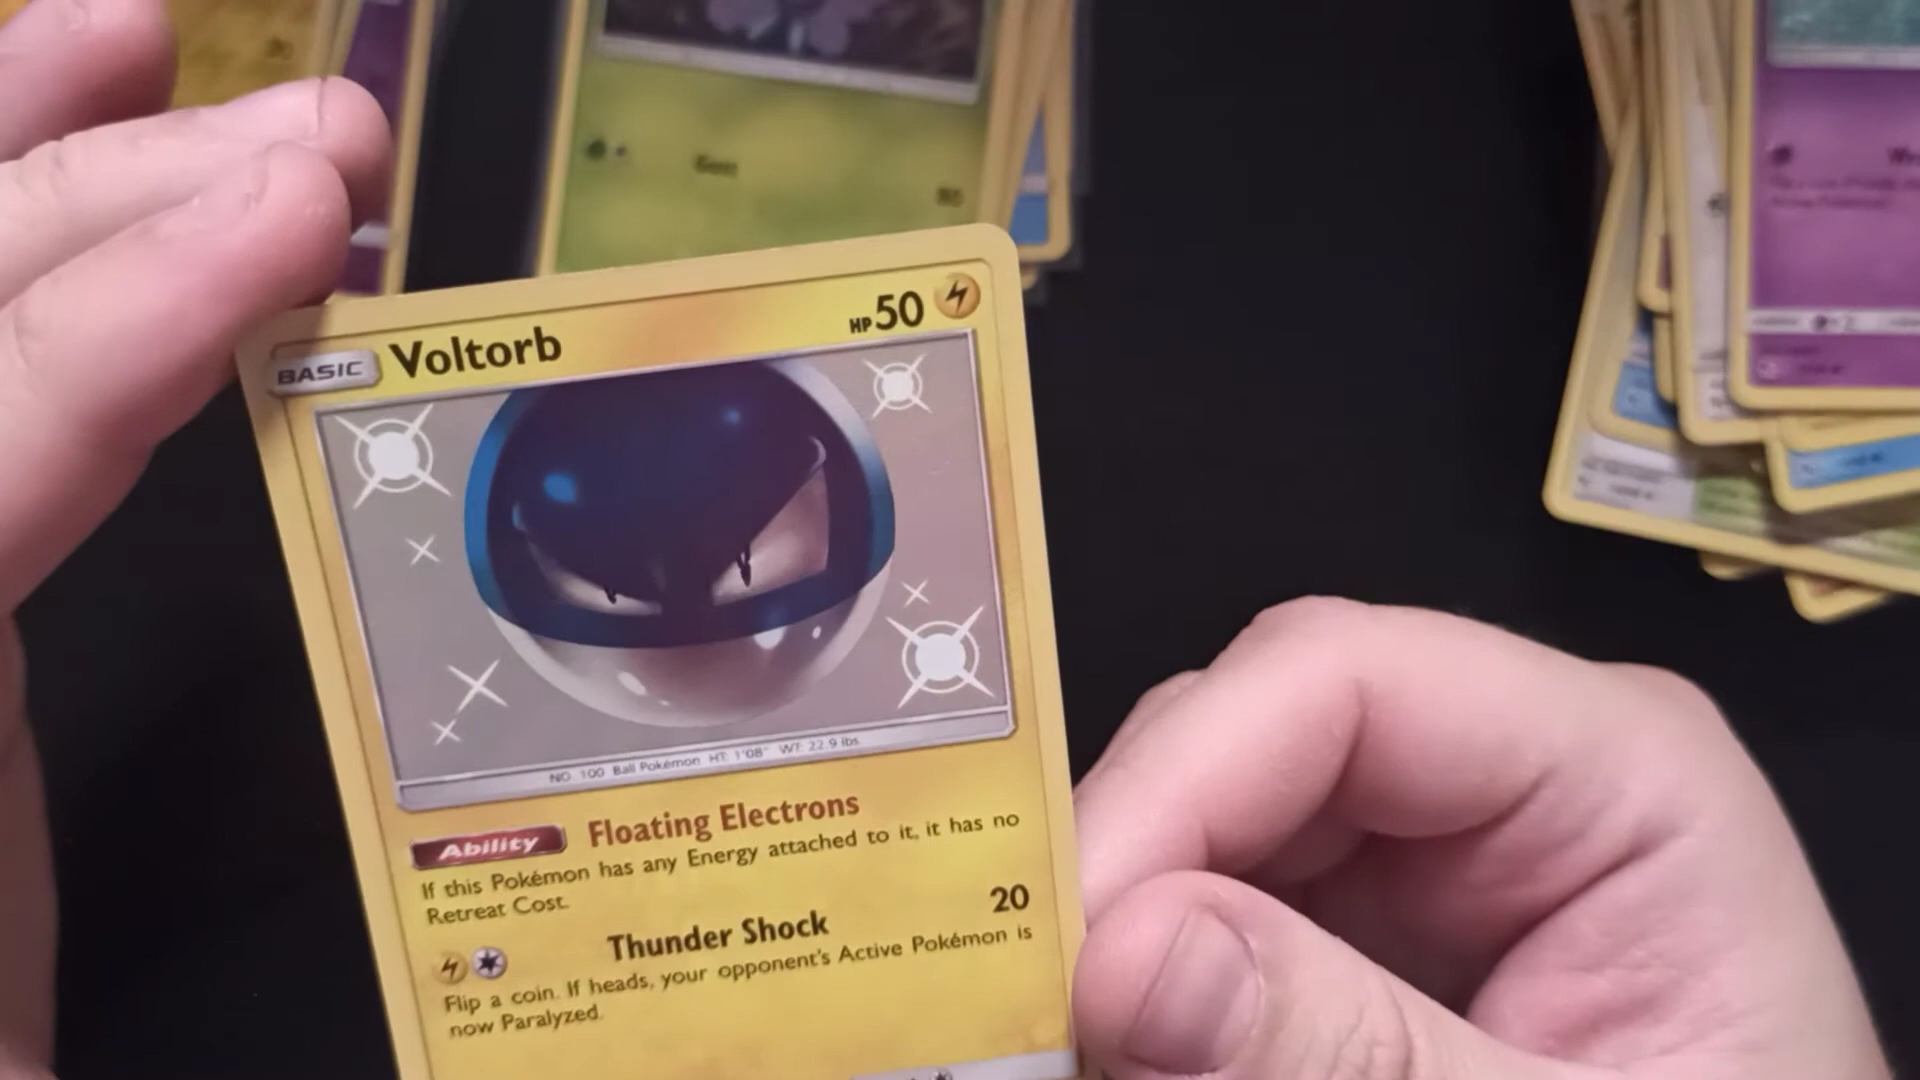 BASIC Voltorb HP 50
NO. 100 Ball Pokémon HT: 1'08" WT: 22.9 lbs.
Ability Floating Electrons
If this Pokémon has any Energy attached to it, it has no
Retreat Cost.
Thunder Shock 20
Flip a coin. If heads, your opponent's Active Pokémon is
now Paralyzed.